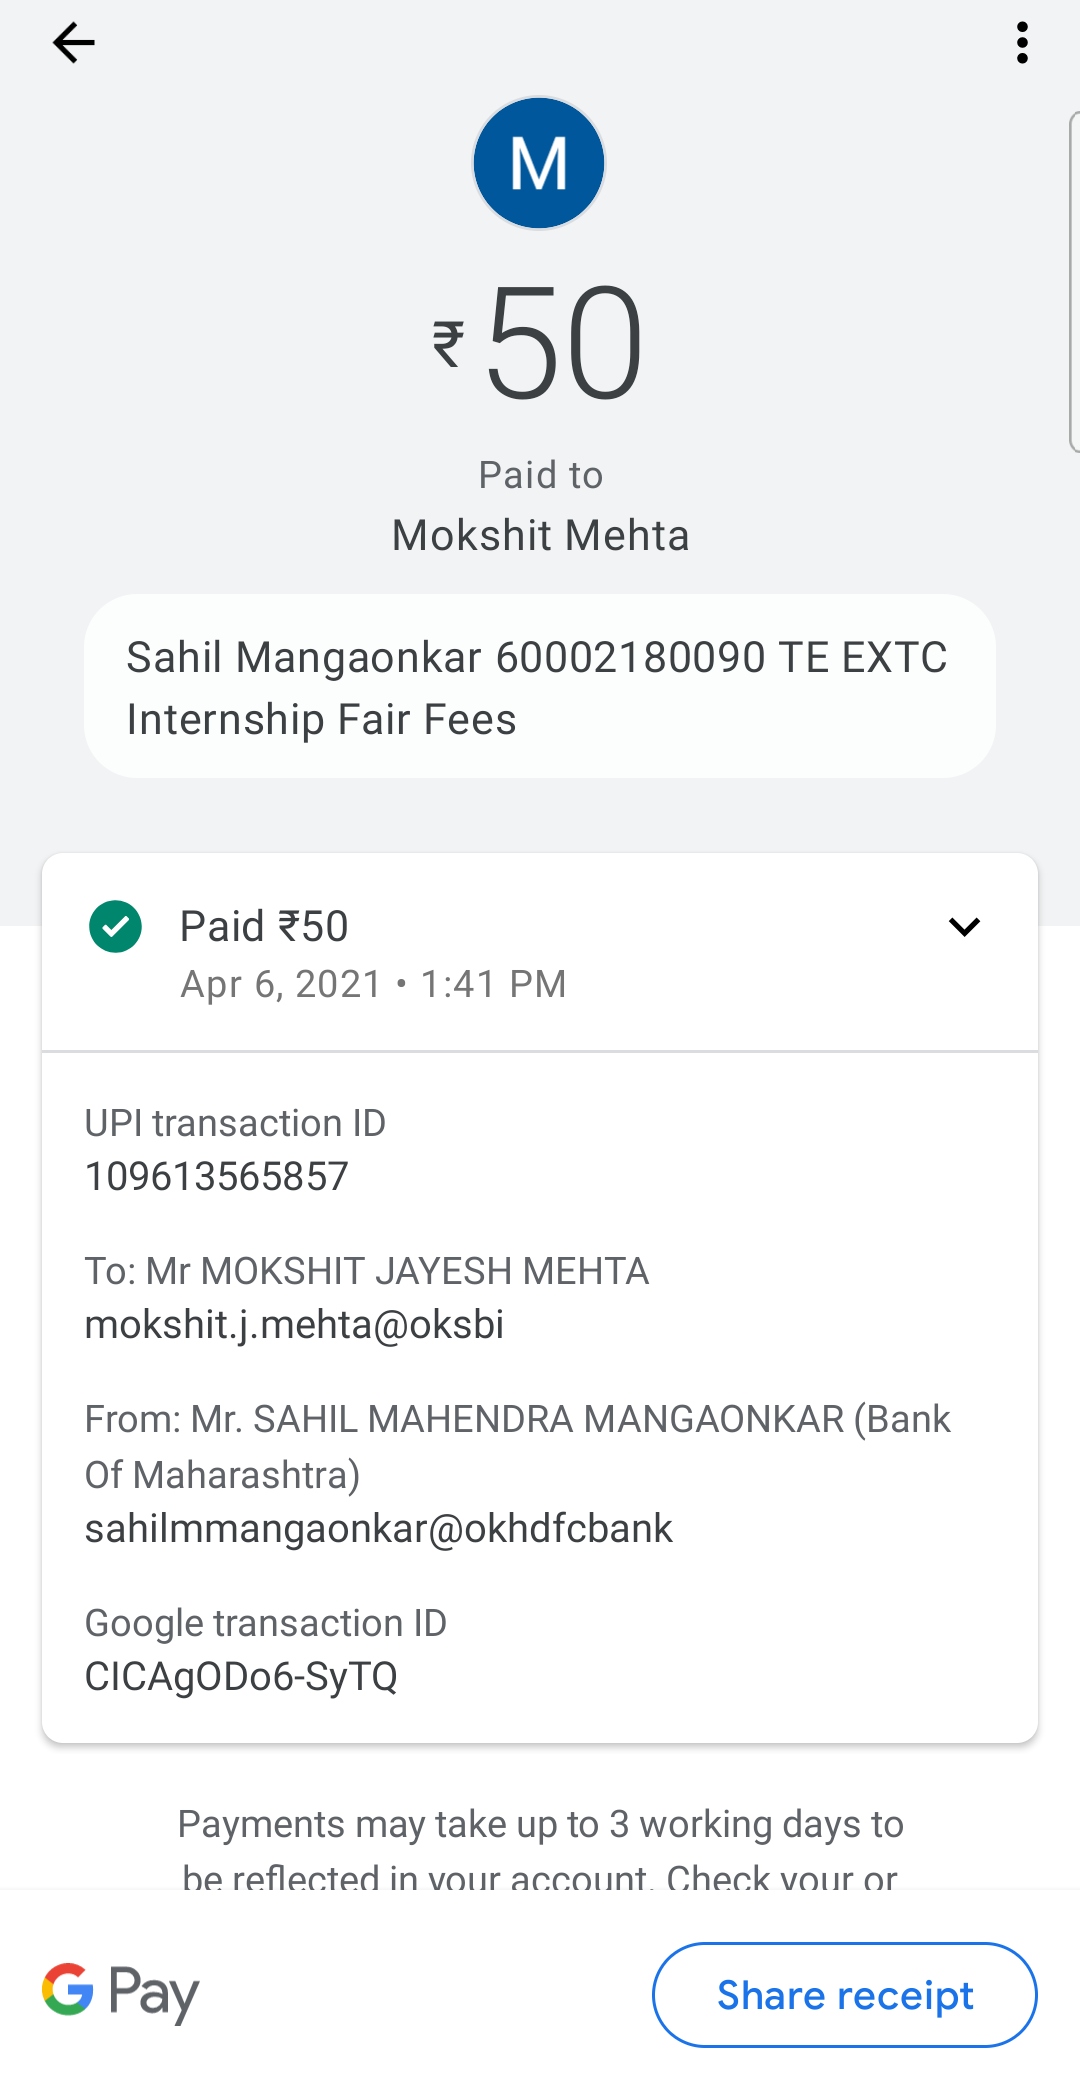 M
₹50
Paid to
Mokshit Mehta
Sahil Mangaonkar 60002180090 TE EXTC
Internship Fair Fees
Paid ₹50
Apr 6, 2021 • 1:41 PM
UPI transaction ID
109613565857
To: Mr MOKSHIT JAYESH MEHTA
mokshit.j.mehta@oksbi
From: Mr. SAHIL MAHENDRA MANGAONKAR (Bank
Of Maharashtra)
sahilmmangaonkar@okhdfcbank
Google transaction ID
CICAgODo6-SyTQ
Payments may take up to 3 working days to
be reflected in your account. Check your or
G Pay
Share receipt